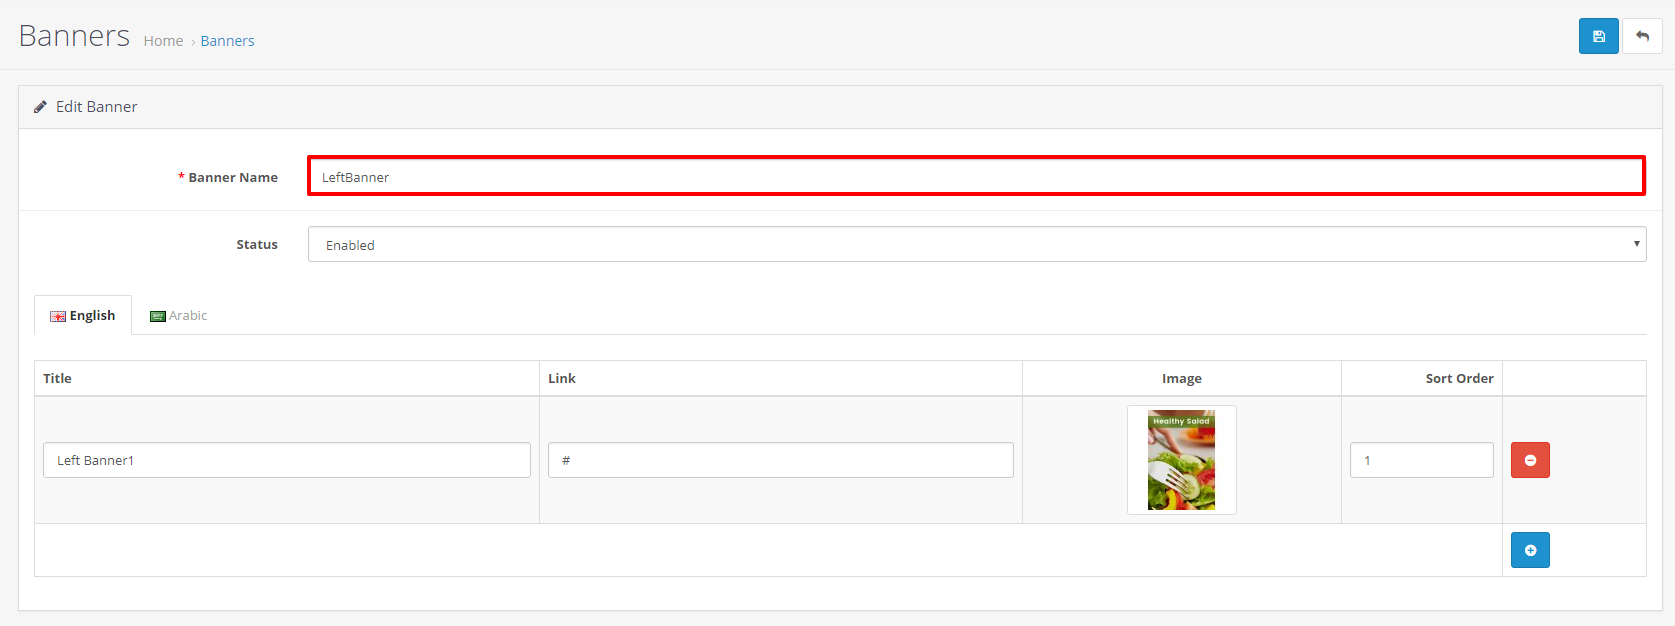 Banners Home › Banners
Edit Banner
* Banner Name LeftBanner
Status Enabled
English Arabic
Title Link Image Sort Order
Healthy Salad
Left Banner1 # 1